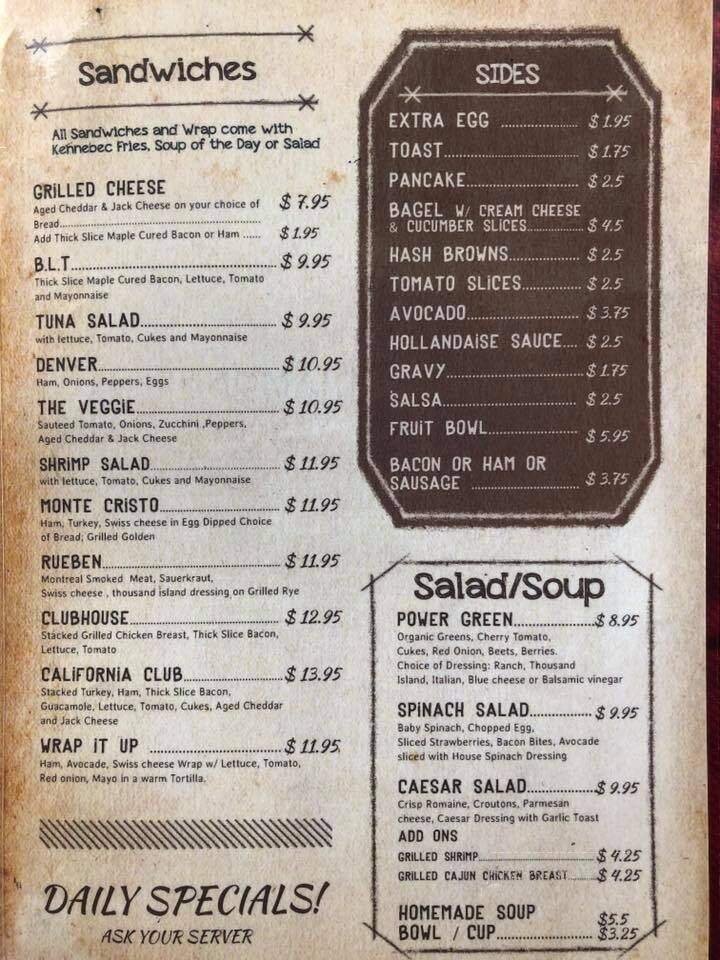 Sandwiches
All Sandwiches and Wrap come with
Kennebec Fries, Soup of the Day or Salad
GRILLED CHEESE
Aged Cheddar & Jack Cheese on your choice of $ 7.95
Bread.......................................................
Add Thick Slice Maple Cured Bacon or Ham ...... $ 1.95
B.L.T................................................ $ 9.95
Thick Slice Maple Cured Bacon, Lettuce, Tomato
and Mayonnaise
TUNA SALAD................................ $ 9.95
with lettuce, Tomato, Cukes and Mayonnaise
DENVER.......................................... $ 10.95
Ham, Onions, Peppers, Eggs
THE VEGGIE................................. $ 10.95
Sauteed Tomato, Onions, Zucchini ,Peppers,
Aged Cheddar & Jack Cheese
SHRIMP SALAD.............................. $ 11.95
with lettuce, Tomato, Cukes and Mayonnaise
MONTE CRISTO............................ $ 11.95
Ham, Turkey, Swiss cheese in Egg Dipped Choice
of Bread, Grilled Golden
RUEBEN......................................... $ 11.95
Montreal Smoked Meat, Sauerkraut,
Swiss cheese , thousand island dressing on Grilled Rye
CLUBHOUSE.................................. $ 12.95
Stacked Grilled Chicken Breast, Thick Slice Bacon,
Lettuce, Tomato
CALIFORNIA CLUB....................... $ 13.95
Stacked Turkey, Ham, Thick Slice Bacon,
Guacamole, Lettuce, Tomato, Cukes, Aged Cheddar
and Jack Cheese
WRAP IT UP .............................. $ 11.95
Ham, Avocade, Swiss cheese Wrap w/ Lettuce, Tomato,
Red onion, Mayo in a warm Tortilla.
DAILY SPECIALS!
ASK YOUR SERVER
SIDES
EXTRA EGG ................... $ 1.95
TOAST................................ $ 1.75
PANCAKE........................... $ 2.5
BAGEL W/ CREAM CHEESE
& CUCUMBER SLICES.................... $ 4.5
HASH BROWNS................ $ 2.5
TOMATO SLICES............. $ 2.5
AVOCADO........................... $ 3.75
HOLLANDAISE SAUCE.... $ 2.5
GRAVY................................ $ 1.75
SALSA................................. $ 2.5
FRUIT BOWL...................... $ 5.95
BACON OR HAM OR
SAUSAGE .......................... $ 3.75
Salad/Soup
POWER GREEN....................$ 8.95
Organic Greens, Cherry Tomato,
Cukes, Red Onion, Beets, Berries.
Choice of Dressing: Ranch, Thousand
Island, Italian, Blue cheese or Balsamic vinegar
SPINACH SALAD............... $ 9.95
Baby Spinach, Chopped Egg,
Sliced Strawberries, Bacon Bites, Avocade
sliced with House Spinach Dressing
CAESAR SALAD.................$ 9.95
Crisp Romaine, Croutons, Parmesan
cheese, Caesar Dressing with Garlic Toast
ADD ONS
GRILLED SHRIMP.............................. $ 4.25
GRILLED CAJUN CHICKEN BREAST........$ 4.25
HOMEMADE SOUP $5.5
BOWL / CUP........................ $3.25